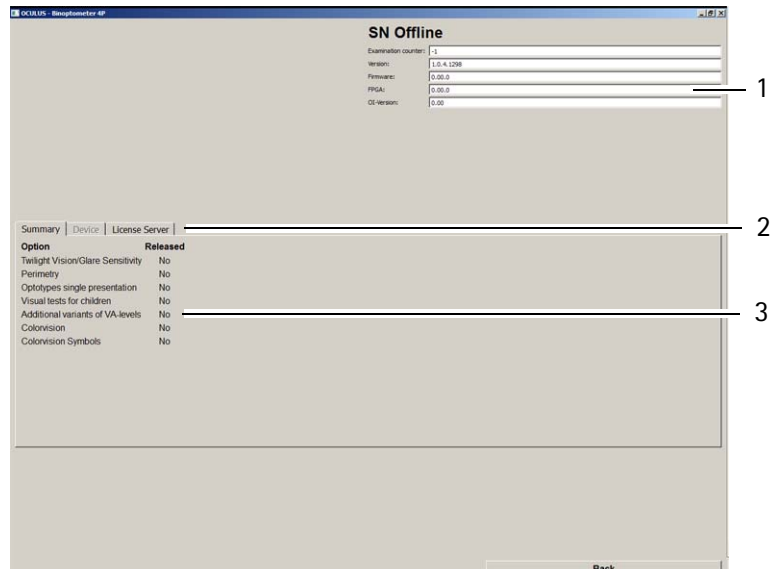 OCULUS - Binoptometer 4P
SN Offline
Examination counter: -1
Version: 1.0.4.1298
Firmware: 0.00.0
FPGA: 0.00.0
CI-Version: 0.00
1
Summary Device License Server
2
Option Released
Twilight Vision/Glare Sensitivity No
Perimetry No
Optotypes single presentation No
Visual tests for children No
Additional variants of VA-levels No
3
Colorvision No
Colorvision Symbols No
Back